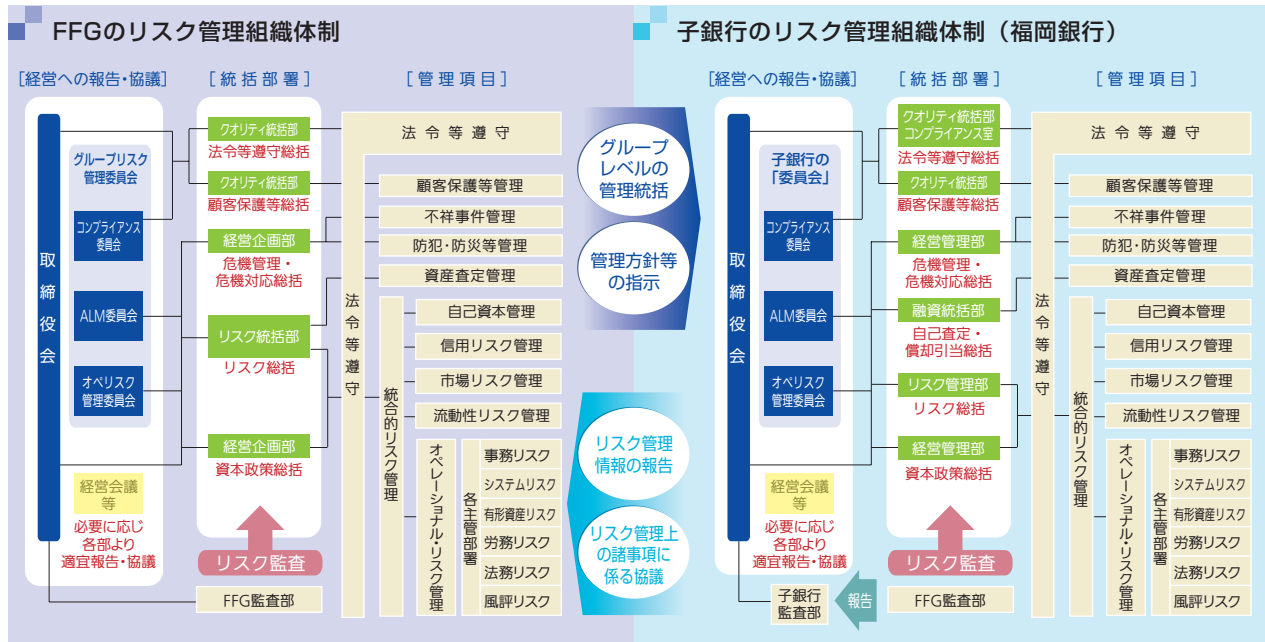 FFGのリスク管理組織体制
［経営への報告・協議］
［統括部署］
［管理項目］
取締役会
グループリスク
管理委員会
コンプライアンス
委員会
ALM委員会
オペリスク
管理委員会
経営会議
等
必要に応じ
各部より
適宜報告・協議
クオリティ統括部
法令等遵守総括
クオリティ統括部
顧客保護等総括
経営企画部
危機管理・
危機対応総括
リスク統括部
リスク総括
経営企画部
資本政策総括
リスク監査
FFG監査部
法令等遵守
法令等遵守
顧客保護等管理
不祥事件管理
防犯・防災等管理
資産査定管理
統合的リスク管理
自己資本管理
信用リスク管理
市場リスク管理
流動性リスク管理
オペレーショナル・リスク管理
各主管部署
事務リスク
システムリスク
有形資産リスク
労務リスク
法務リスク
風評リスク
グループ
レベルの
管理統括
管理方針等
の指示
リスク管理
情報の報告
リスク管理上
の諸事項に
係る協議
子銀行のリスク管理組織体制（福岡銀行）
［経営への報告・協議］
［統括部署］
［管理項目］
取締役会
子銀行の
「委員会」
コンプライアンス
委員会
ALM委員会
オペリスク
管理委員会
経営会議
等
必要に応じ
各部より
適宜報告・協議
子銀行
監査部
報告
クオリティ統括部
コンプライアンス室
法令等遵守総括
クオリティ統括部
顧客保護等総括
経営管理部
危機管理・
危機対応総括
融資統括部
自己査定・
償却引当総括
リスク管理部
リスク総括
経営管理部
資本政策総括
リスク監査
FFG監査部
法令等遵守
法令等遵守
顧客保護等管理
不祥事件管理
防犯・防災等管理
資産査定管理
統合的リスク管理
自己資本管理
信用リスク管理
市場リスク管理
流動性リスク管理
オペレーショナル・リスク管理
各主管部署
事務リスク
システムリスク
有形資産リスク
労務リスク
法務リスク
風評リスク